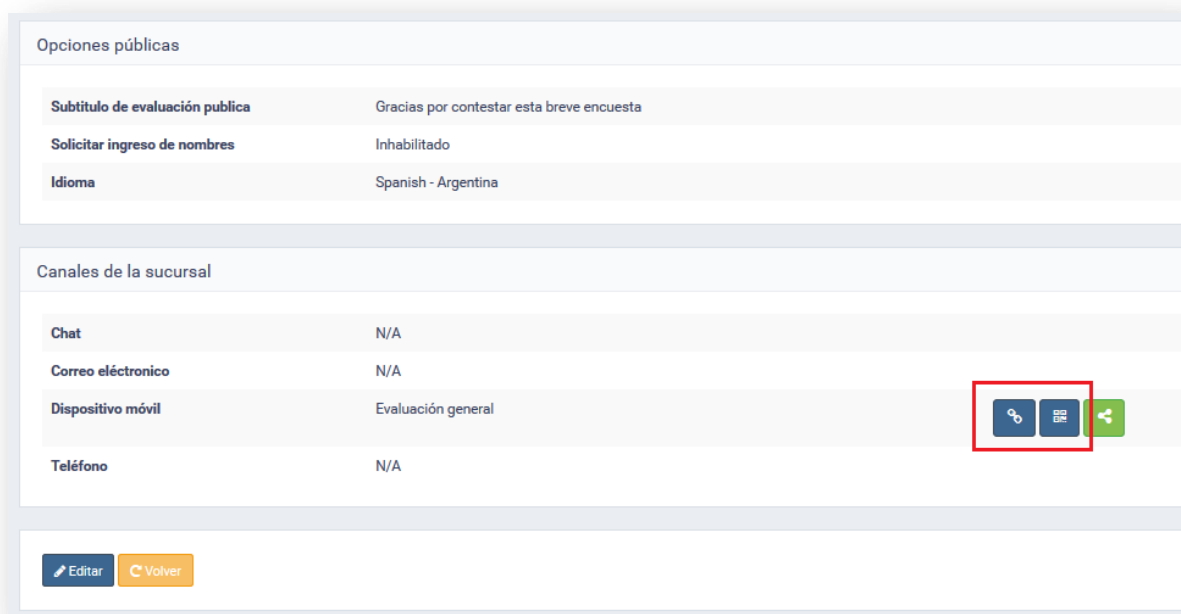 Opciones públicas
Subtitulo de evaluación publica Gracias por contestar esta breve encuesta
Solicitar ingreso de nombres Inhabilitado
Idioma Spanish - Argentina
Canales de la sucursal
Chat N/A
Correo eléctronico N/A
Dispositivo móvil Evaluación general
Teléfono N/A
Editar Volver